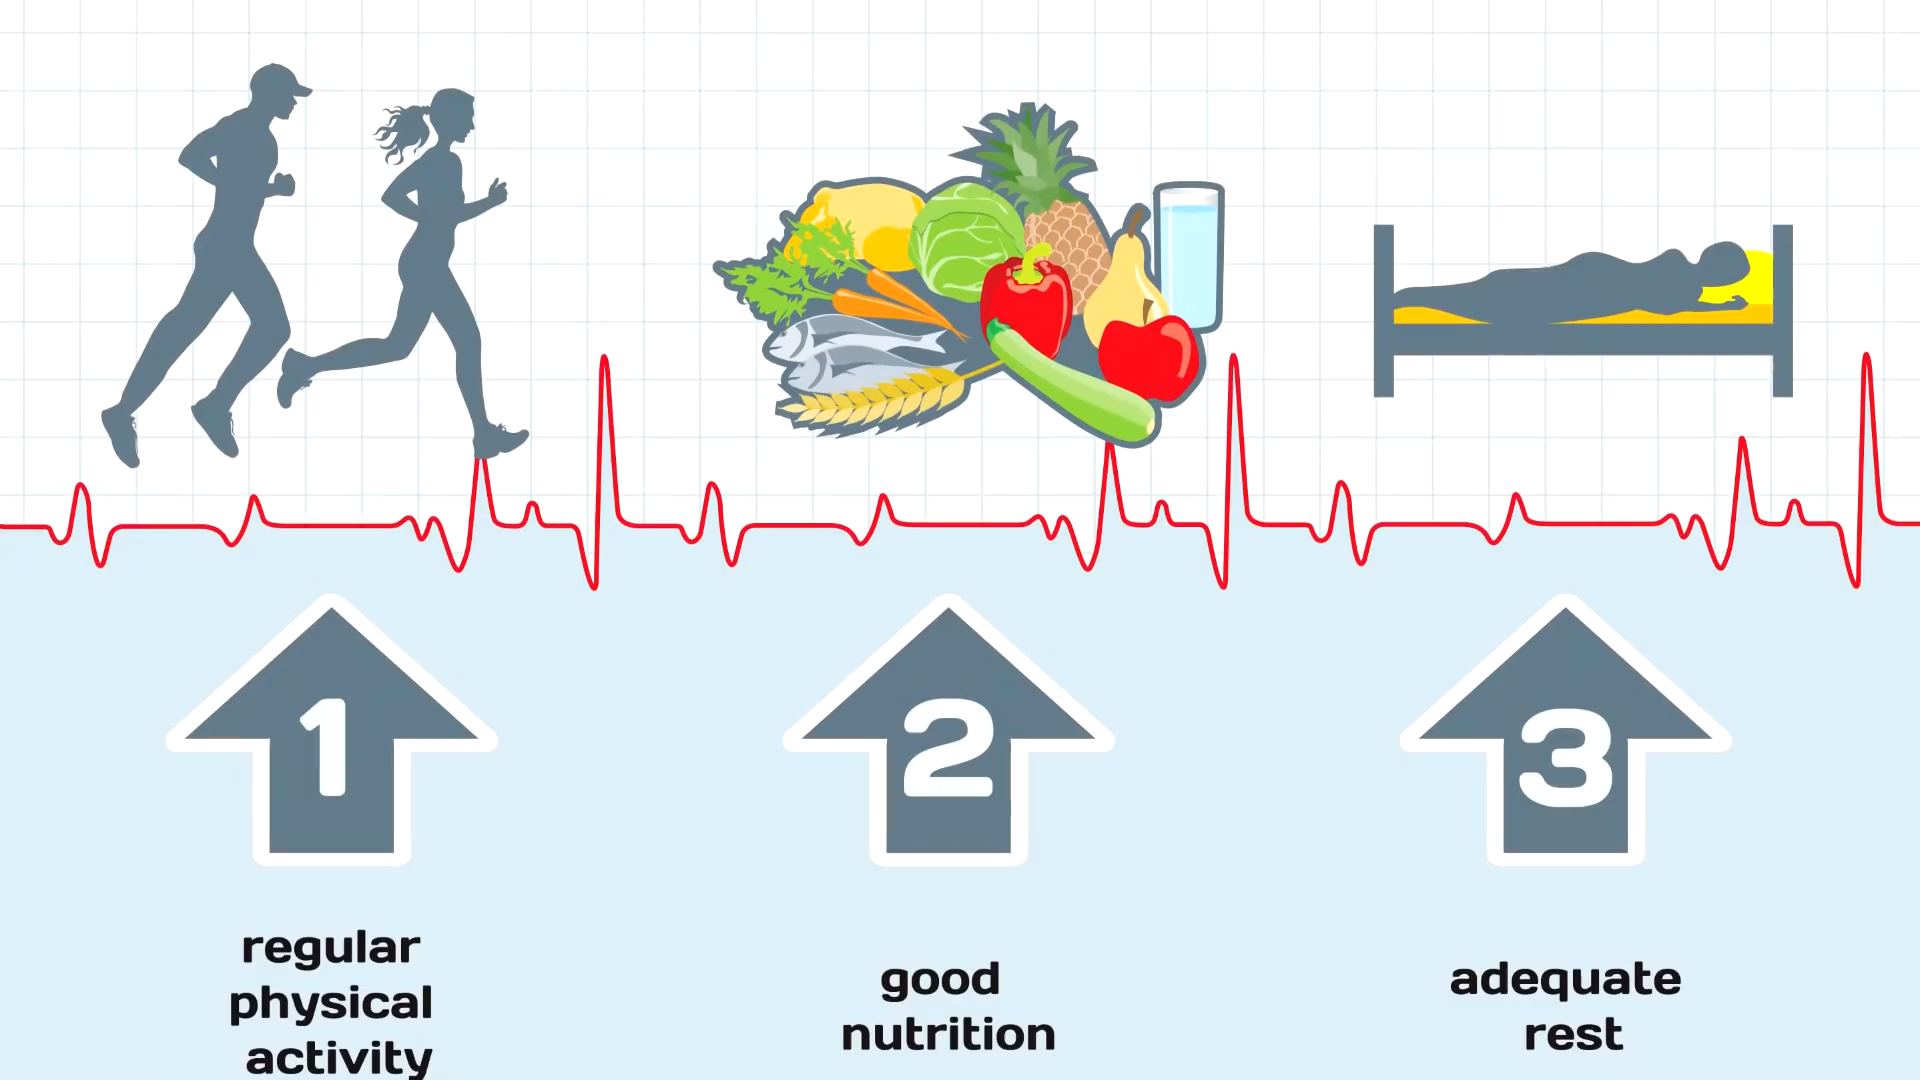 1
regular
physical
activity
2
good
nutrition
3
adequate
rest